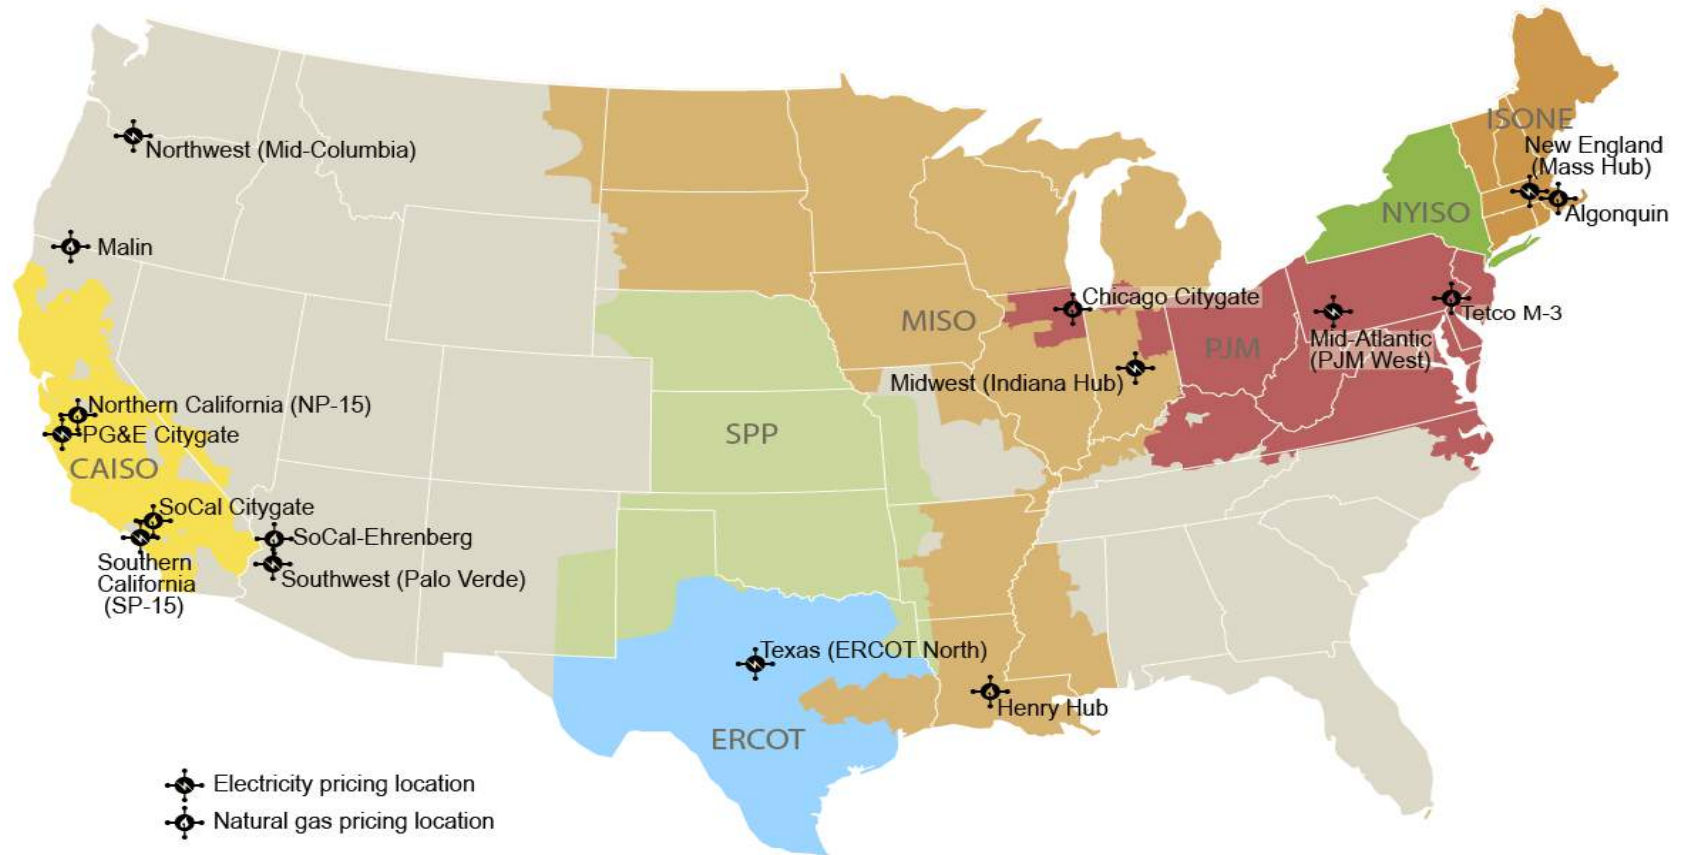 ISONE
New England
(Mass Hub)
Algonquin
NYISO
Northwest (Mid-Columbia)
Malin
Chicago Citygate
Tetco M-3
MISO
PJM
Mid-Atlantic
(PJM West)
Midwest (Indiana Hub)
Northern California (NP-15)
PG&E Citygate
SPP
CAISO
SoCal Citygate
SoCal-Ehrenberg
Southern
California
(SP-15)
Southwest (Palo Verde)
Texas (ERCOT North)
Henry Hub
ERCOT
Electricity pricing location
Natural gas pricing location